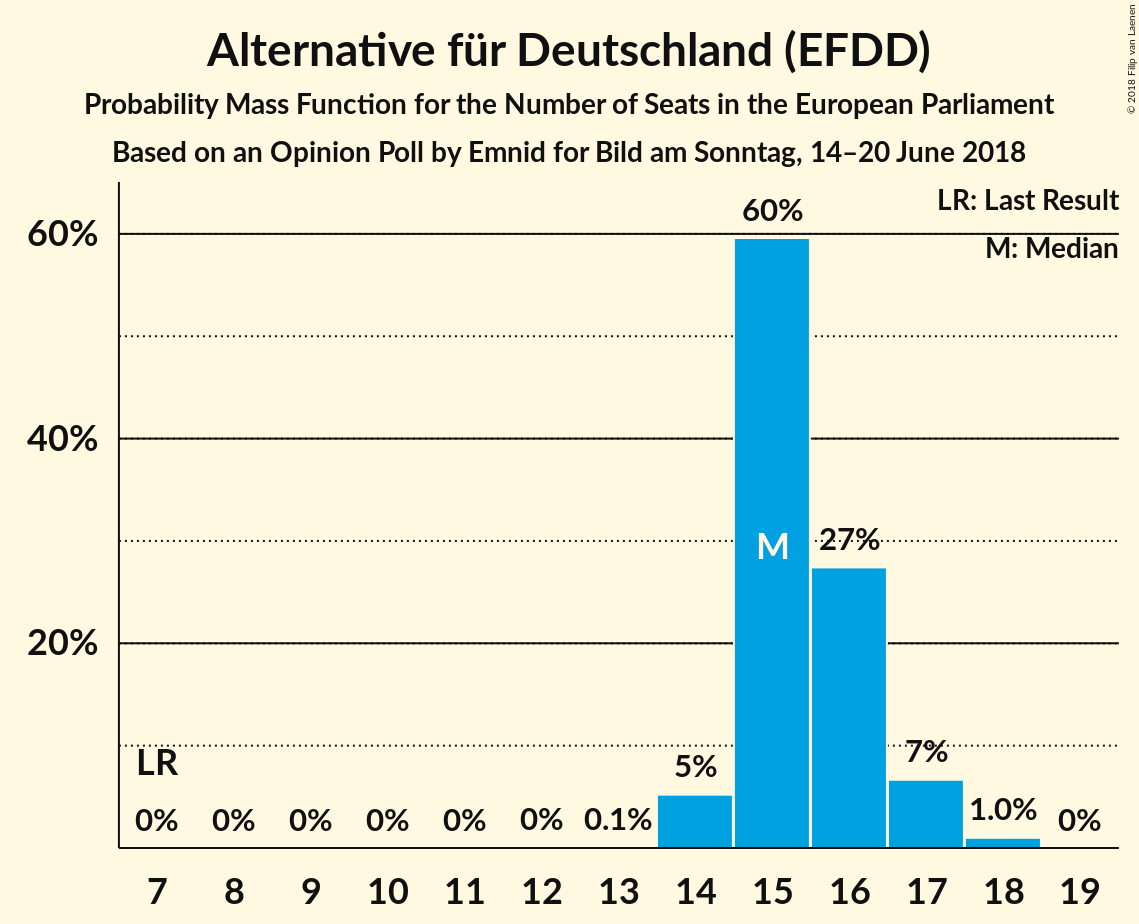 Alternative für Deutschland (EFDD)
Probability Mass Function for the Number of Seats in the European Parliament
Based on an Opinion Poll by Emnid for Bild am Sonntag, 14–20 June 2018
© 2018 Filip van Laenen
LR: Last Result
M: Median
60%
40%
20%
60%
M
27%
LR
5%
7%
0% 0% 0% 0% 0% 0% 0.1% 1.0% 0%
7 8 9 10 11 12 13 14 15 16 17 18 19